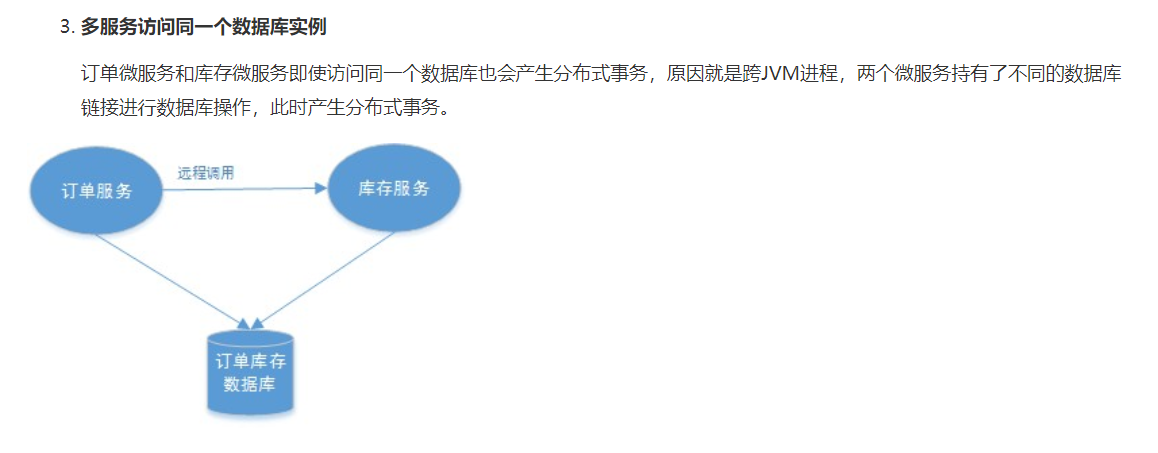 3. 多服务访问同一个数据库实例
订单微服务和库存微服务即使访问同一个数据库也会产生分布式事务，原因就是跨JVM进程，两个微服务持有了不同的数据库
链接进行数据库操作，此时产生分布式事务。
远程调用
订单服务
库存服务
订单库存
数据库